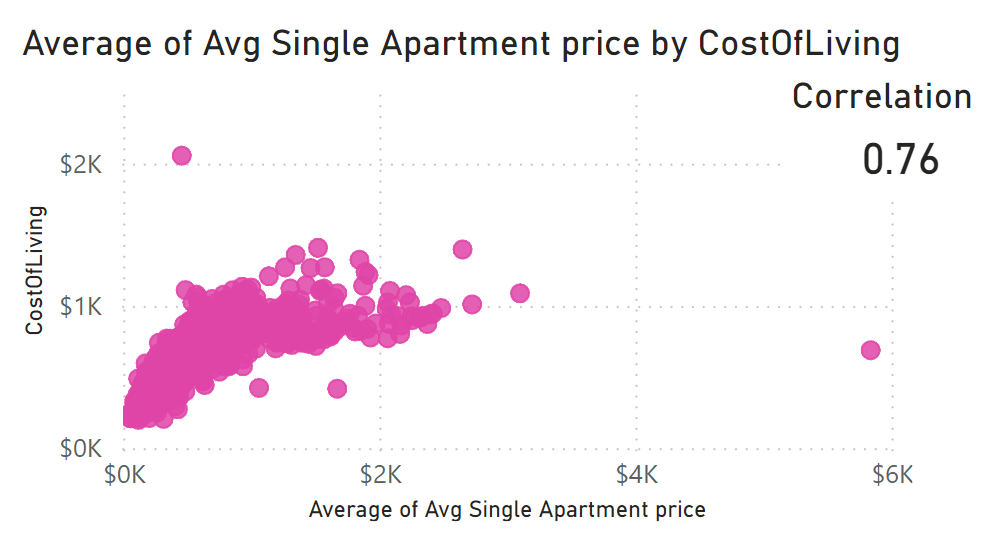 Average of Avg Single Apartment price by CostOfLiving
Correlation
0.76
$2K
$1K
$0K
CostOfLiving
$0K
$2K
$4K
$6K
Average of Avg Single Apartment price